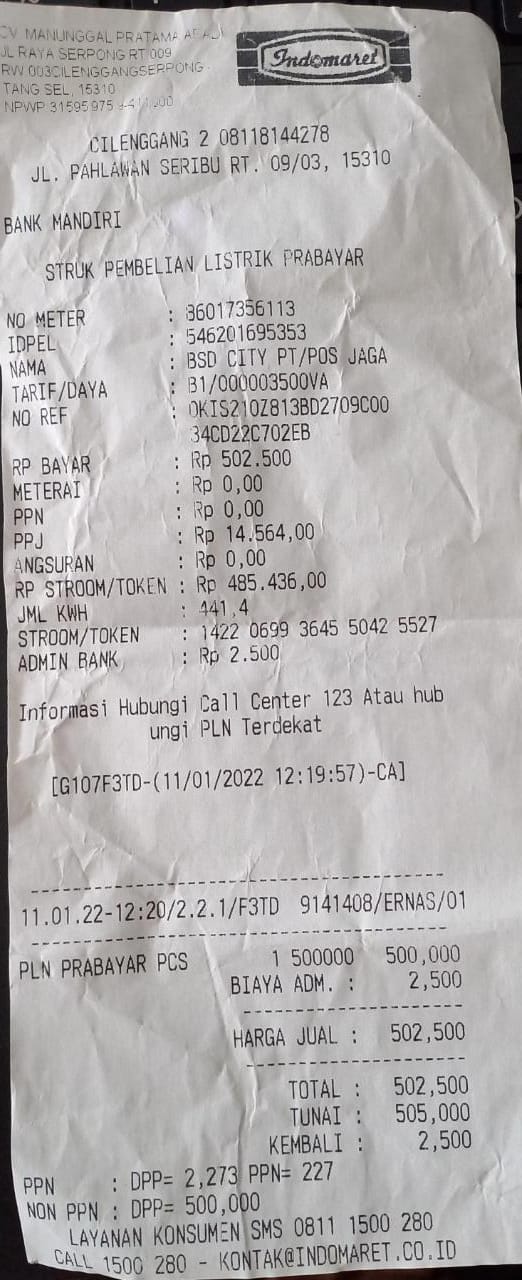 CV MANUNGGAL PRATAMA
JL RAYA SERPONG RT 009
RW 003CILENGGANGSERPONG
TANG SEL, 15310
NPWP 31595975
Indomaret
CILENGGANG 2 08118144278
JL. PAHLAWAN SERIBU RT. 09/03, 15310
BANK MANDIRI
STRUK PEMBELIAN LISTRIK PRABAYAR
NO METER : 86017356113
IDPEL : 546201695353
NAMA : BSD CITY PT/POS JAGA
TARIF/DAYA : B1/000003500VA
NO REF : 0KIS210Z813BD2709C00
34CD22C702EB
RP BAYAR : Rp 502.500
METERAI : Rp 0,00
PPN : Rp 0,00
PPJ : Rp 14.564,00
ANGSURAN : Rp 0,00
RP STROOM/TOKEN : Rp 485.436,00
JML KWH : 441,4
STROOM/TOKEN : 1422 0699 3645 5042 5527
ADMIN BANK : Rp 2.500
Informasi Hubungi Call Center 123 Atau hub
ungi PLN Terdekat
[G107F3TD-(11/01/2022 12:19:57)-CA]
11.01.22-12:20/2.2.1/F3TD 9141408/ERNAS/01
PLN PRABAYAR PCS 1 500000 500,000
BIAYA ADM. : 2,500
HARGA JUAL : 502,500
TOTAL : 502,500
TUNAI : 505,000
KEMBALI : 2,500
PPN : DPP= 2,273 PPN= 227
NON PPN : DPP= 500,000
LAYANAN KONSUMEN SMS 0811 1500 280
CALL 1500 280 - KONTAK@INDOMARET.CO.ID